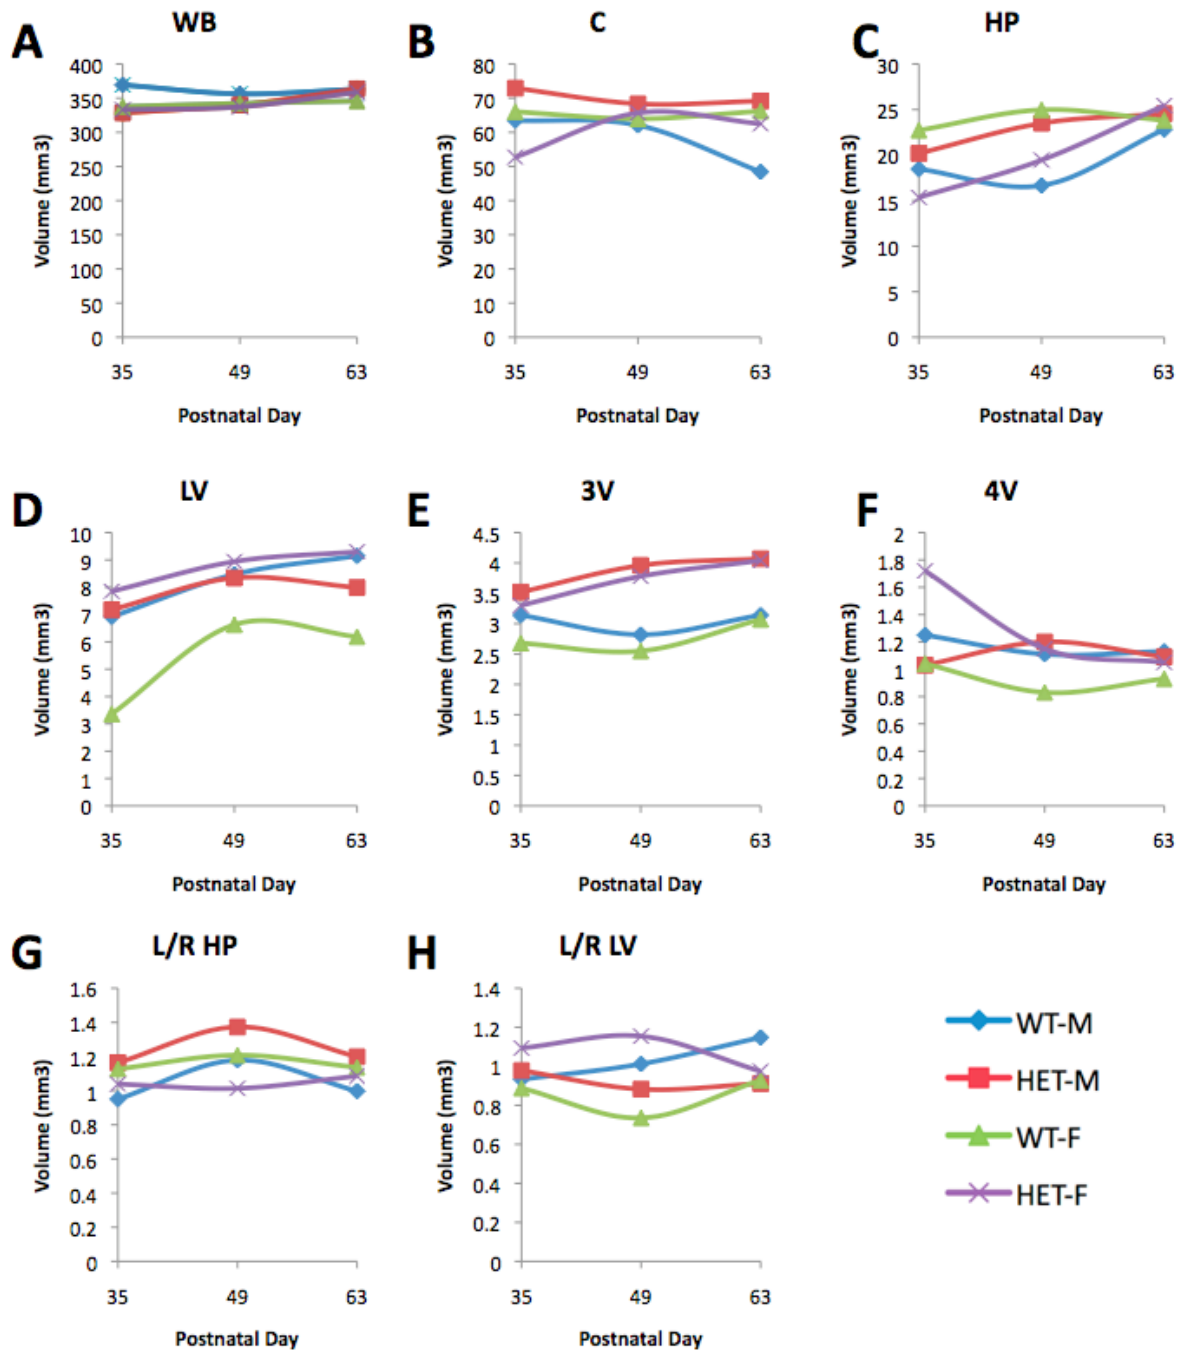 A WB
400
350
300
250
200
150
100
50
0
Volume (mm3)
35 49 63
Postnatal Day
B C
80
70
60
50
40
30
20
10
0
Volume (mm3)
35 49 63
Postnatal Day
C HP
30
25
20
15
10
5
0
Volume (mm3)
35 49 63
Postnatal Day
D LV
10
9
8
7
6
5
4
3
2
1
0
Volume (mm3)
35 49 63
Postnatal Day
E 3V
4.5
4
3.5
3
2.5
2
1.5
1
0.5
0
Volume (mm3)
35 49 63
Postnatal Day
F 4V
2
1.8
1.6
1.4
1.2
1
0.8
0.6
0.4
0.2
0
Volume (mm3)
35 49 63
Postnatal Day
G L/R HP
1.6
1.4
1.2
1
0.8
0.6
0.4
0.2
0
Volume (mm3)
35 49 63
Postnatal Day
H L/R LV
1.4
1.2
1
0.8
0.6
0.4
0.2
0
Volume (mm3)
35 49 63
Postnatal Day
WT-M
HET-M
WT-F
HET-F